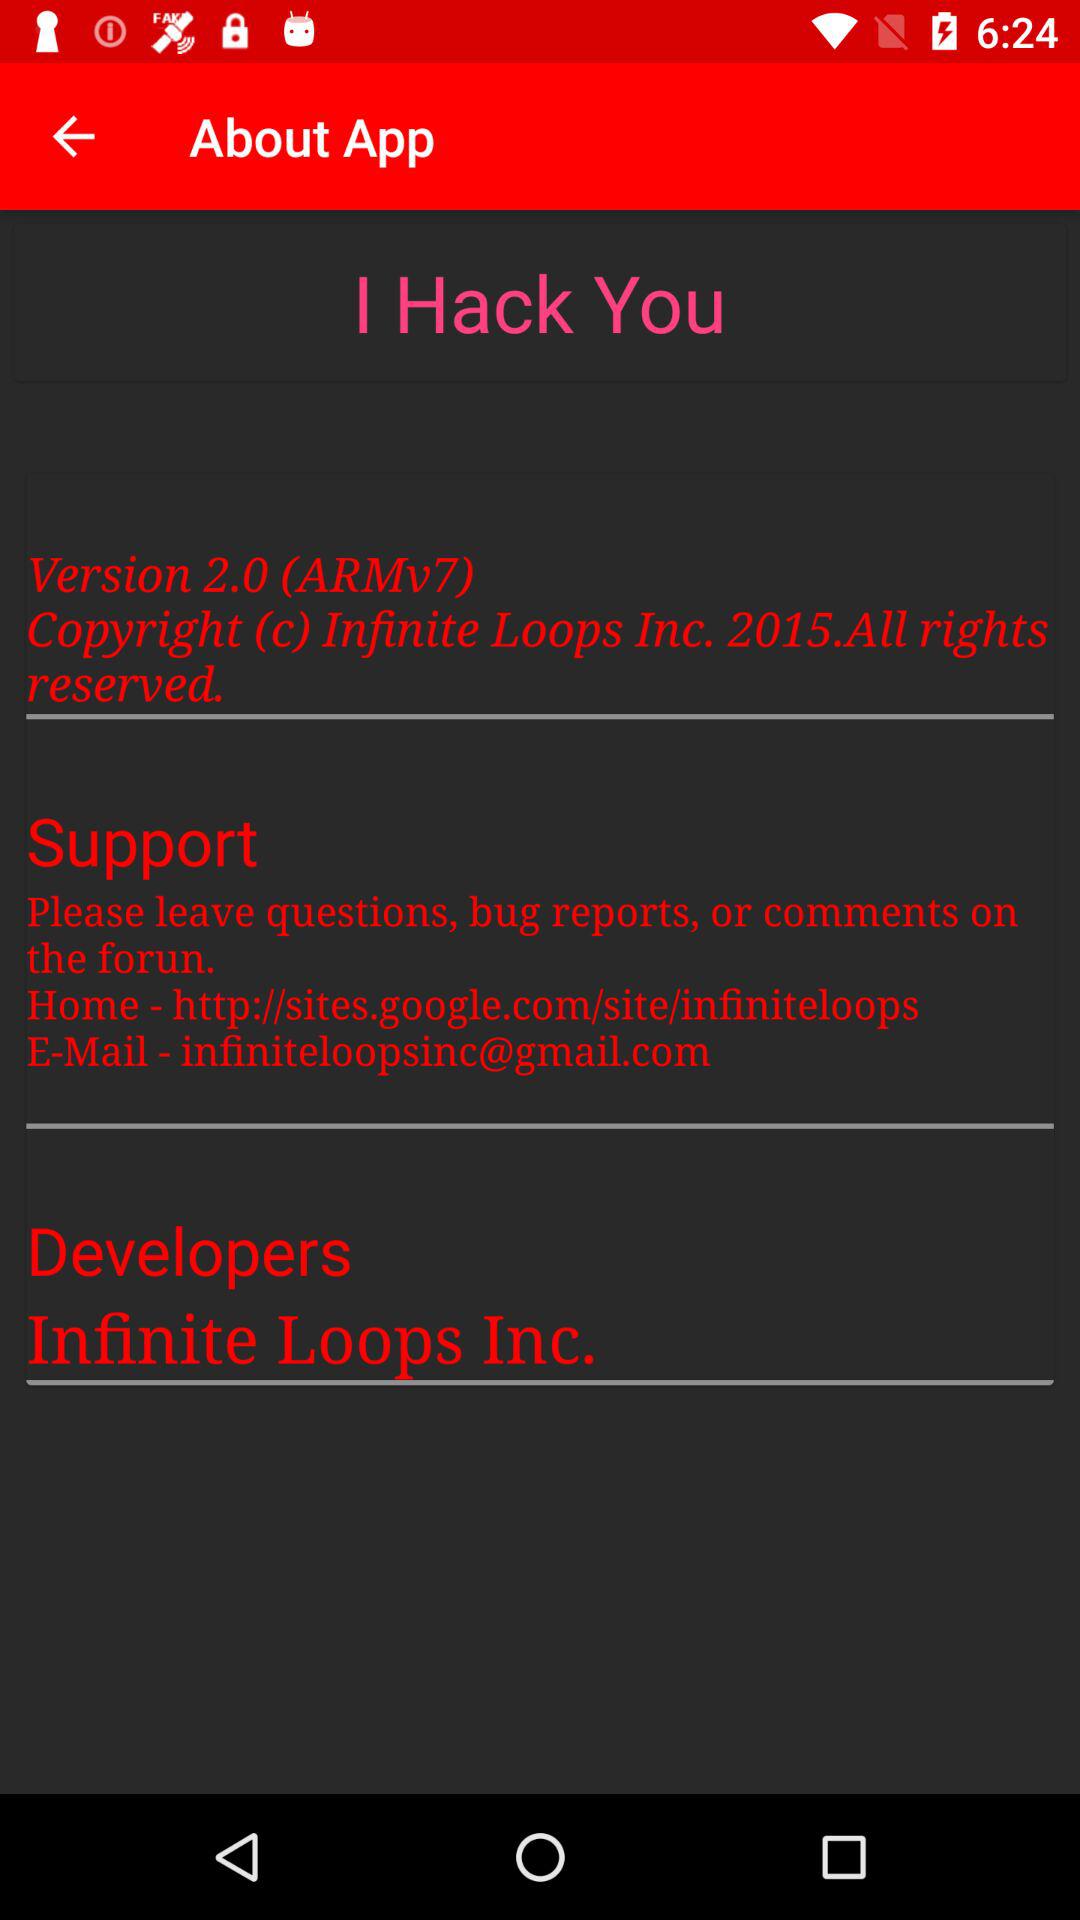 FAKE
6:24
About App
I Hack You
Version 2.0 (ARMv7)
Copyright (c) Infinite Loops Inc. 2015.All rights
reserved.
Support
Please leave questions, bug reports, or comments on
the forun.
Home - http://sites.google.com/site/infiniteloops
E-Mail - infiniteloopsinc@gmail.com
Developers
Infinite Loops Inc.